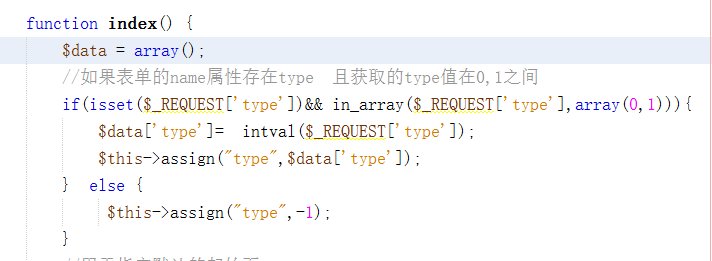 function index() {
$data = array();
//如果表单的name属性存在type 且获取的type值在0,1之间
if(isset($_REQUEST['type'])&& in_array($_REQUEST['type'],array(0,1))){
$data['type']= intval($_REQUEST['type']);
$this->assign("type",$data['type']);
} else {
$this->assign("type",-1);
}